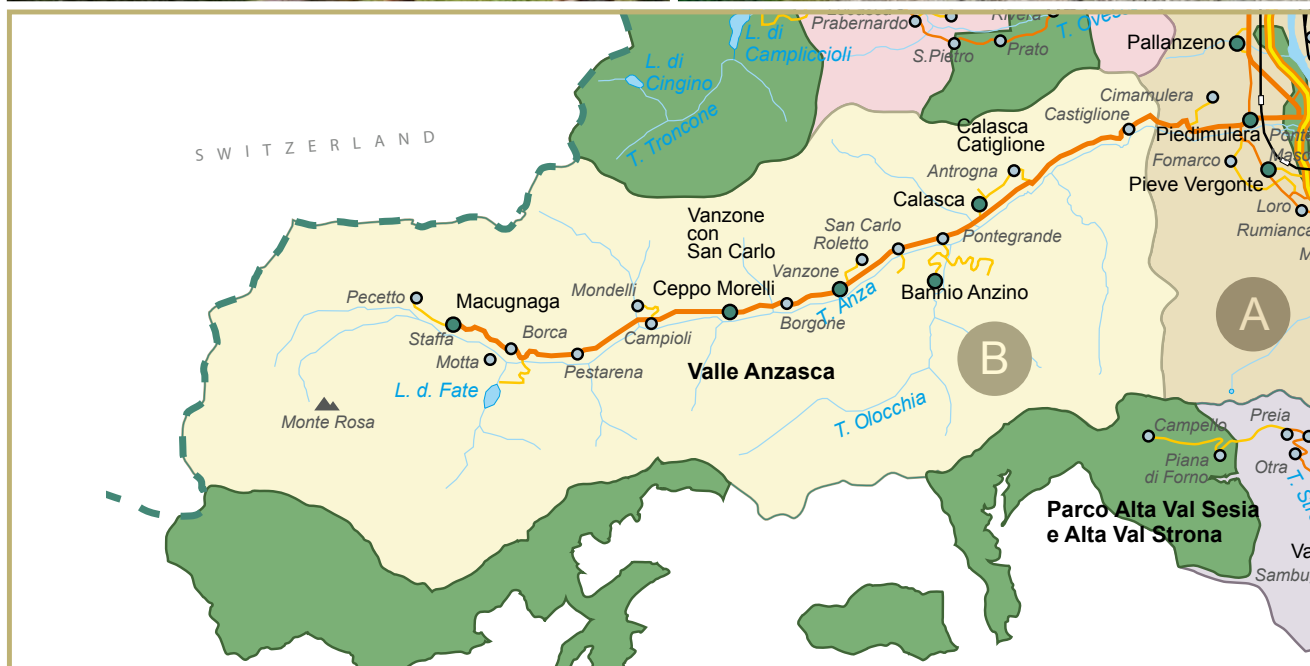 Prabernardo
Rivera
S.Pietro
Prato
L. di
Campliccioli
L. di
Cingino
T. Troncone
Pallanzeno
Cimamulera
Castiglione
Piedimulera
Fomarco
Pieve Vergonte
Loro
Rumianca
SWITZERLAND
Calasca
Catiglione
Antrogna
Calasca
Vanzone
con
San Carlo
San Carlo
Roletto
Pontegrande
Vanzone
Bannio Anzino
T. Anza
Borgone
Ceppo Morelli
Mondelli
Campioli
Pecetto
Macugnaga
Staffa
Borca
Motta
Pestarena
L. d. Fate
Monte Rosa
Valle Anzasca
T. Olocchia
A
B
Campello
Preia
Piana
di Forno
Otra
Parco Alta Val Sesia
e Alta Val Strona